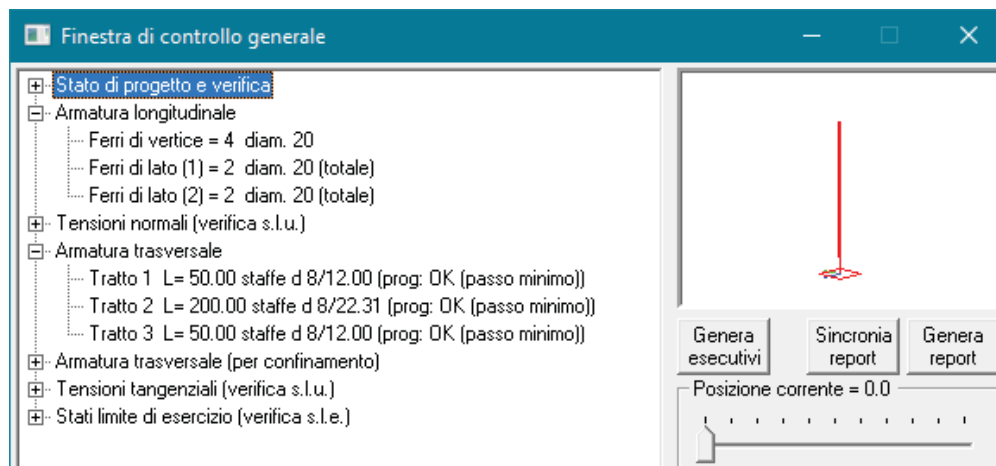 Finestra di controllo generale
Stato di progetto e verifica
Armatura longitudinale
Ferri di vertice = 4 diam. 20
Ferri di lato (1) = 2 diam. 20 (totale)
Ferri di lato (2) = 2 diam. 20 (totale)
Tensioni normali (verifica s.l.u.)
Armatura trasversale
Tratto 1 L= 50.00 staffe d 8/12.00 (prog: OK (passo minimo))
Tratto 2 L= 200.00 staffe d 8/22.31 (prog: OK (passo minimo))
Tratto 3 L= 50.00 staffe d 8/12.00 (prog: OK (passo minimo))
Armatura trasversale (per confinamento)
Tensioni tangenziali (verifica s.l.u.)
Stati limite di esercizio (verifica s.l.e.)
Genera
esecutivi
Sincronia
report
Genera
report
Posizione corrente = 0.0